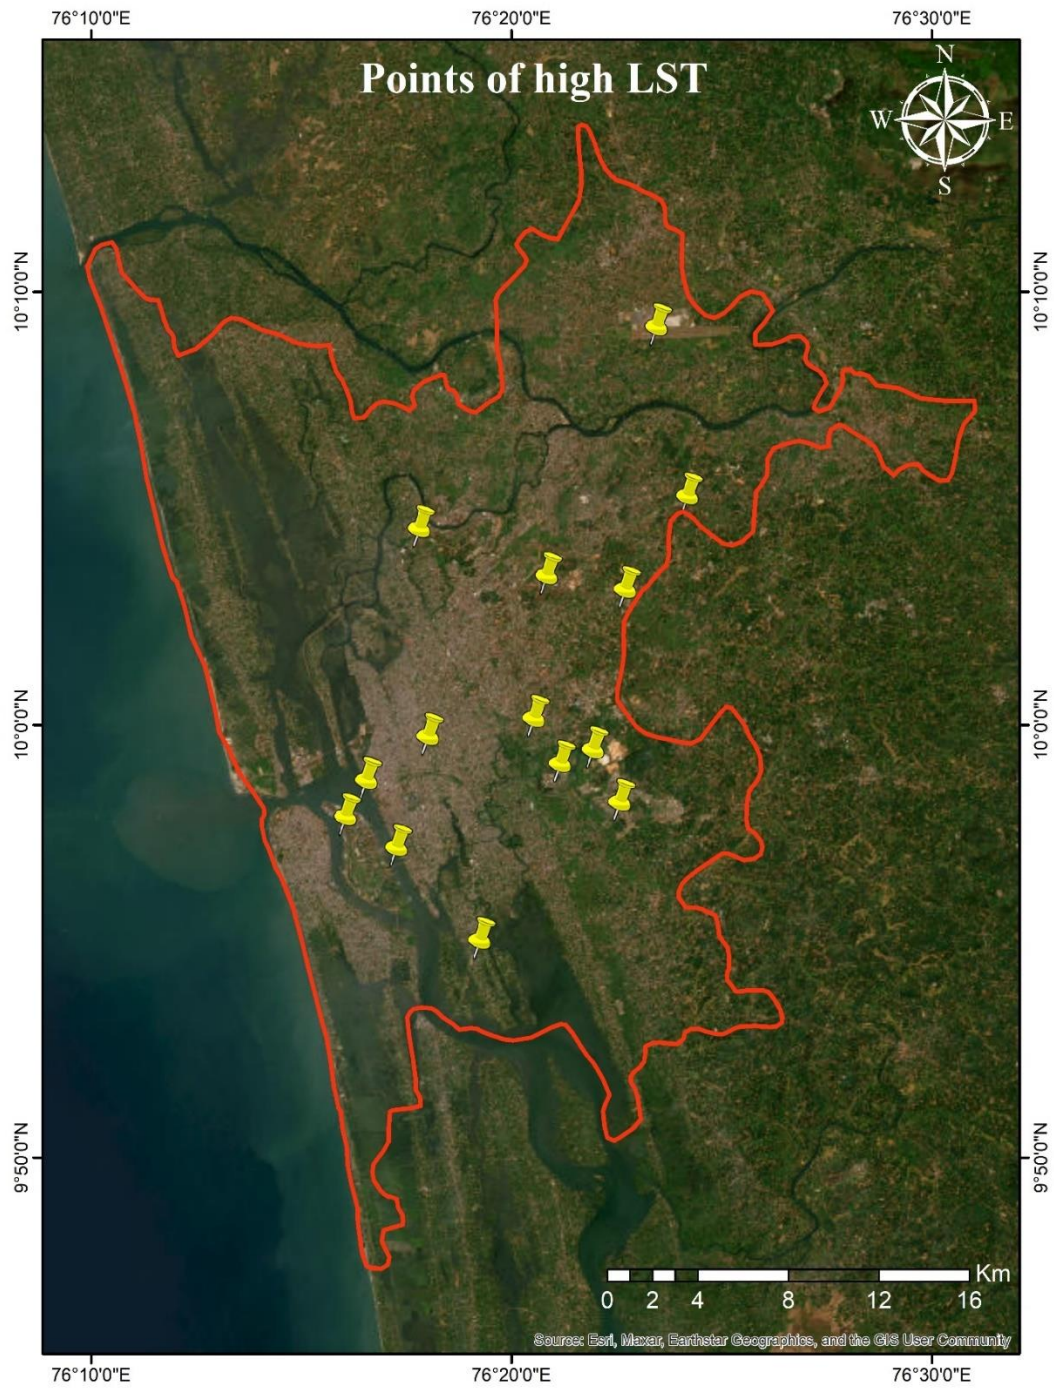 76°10'0"E 76°20'0"E 76°30'0"E
Points of high LST
N
W E
S
10°10'0"N 10°10'0"N
10°0'0"N 10°0'0"N
9°50'0"N 9°50'0"N
Km
0 2 4 8 12 16
Source: Esri, Maxar, Earthstar Geographics, and the GIS User Community
76°10'0"E 76°20'0"E 76°30'0"E